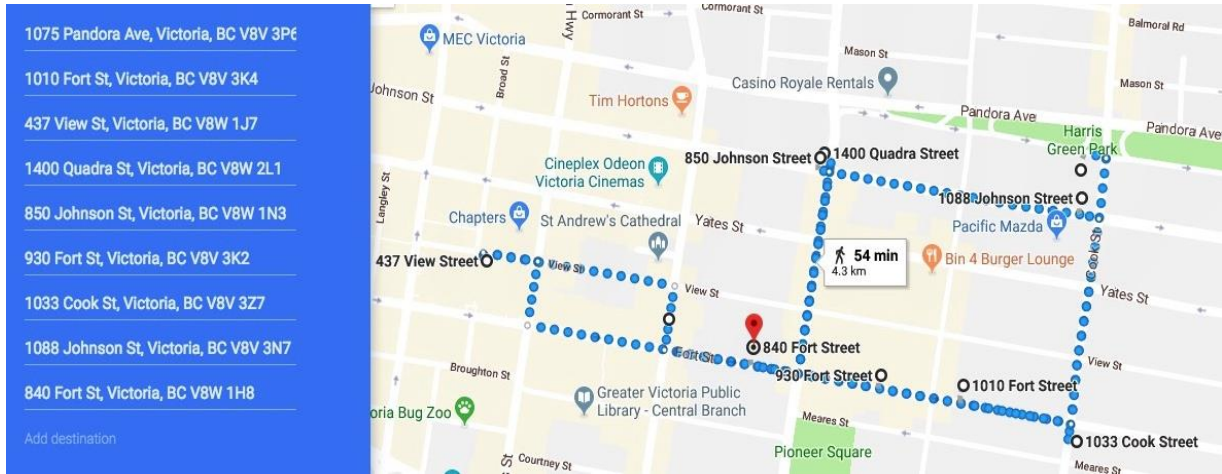 1075 Pandora Ave, Victoria, BC V8V 3P6
1010 Fort St, Victoria, BC V8V 3K4
437 View St, Victoria, BC V8W 1J7
1400 Quadra St, Victoria, BC V8W 2L1
850 Johnson St, Victoria, BC V8W 1N3
930 Fort St, Victoria, BC V8V 3K2
1033 Cook St, Victoria, BC V8V 3Z7
1088 Johnson St, Victoria, BC V8V 3N7
840 Fort St, Victoria, BC V8W 1H8
Add destination
Cormorant St
Cormorant St
Hwy
Balmoral Rd
MEC Victoria
Broad St
Mason St
Mason St
Casino Royale Rentals
Johnson St
Tim Hortons
Pandora Ave
Pandora Ave
Harris
Green Park
850 Johnson Street
1400 Quadra Street
Cineplex Odeon
Victoria Cinemas
Langley St
1088 Johnson Street
Chapters
St Andrew's Cathedral
Yates St
Pacific Mazda
Cook St
437 View Street
View St
54 min
4.3 km
Bin 4 Burger Lounge
View St
Yates St
840 Fort Street
Fort St
View St
Broughton St
930 Fort Street
1010 Fort Street
Greater Victoria Public
Library - Central Branch
oria Bug Zoo
Meares St
Pioneer Square
1033 Cook Street
Courtney St
Meares St